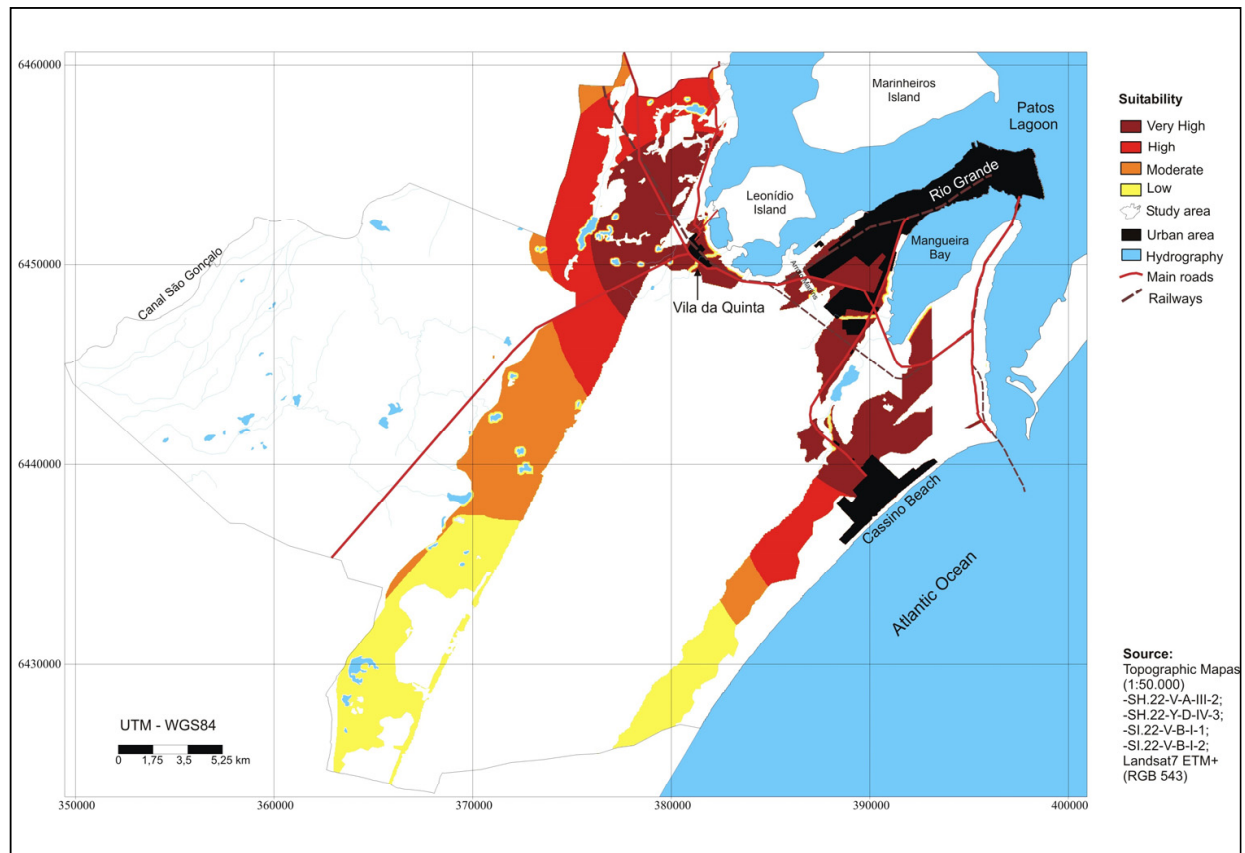 6460000
6450000
6440000
6430000
350000
360000
370000
380000
390000
400000
Marinheiros
Island
Patos
Lagoon
Leonídio
Island
Rio Grande
Mangueira
Bay
Canal São Gonçalo
Vila da Quinta
Cassino Beach
Atlantic Ocean
UTM - WGS84
0 1,75 3,5 5,25 km
Suitability
Very High
High
Moderate
Low
Study area
Urban area
Hydrography
Main roads
Railways
Source:
Topographic Mapas
(1:50.000)
-SH.22-V-A-III-2;
-SH.22-Y-D-IV-3;
-SI.22-V-B-I-1;
-SI.22-V-B-I-2;
Landsat7 ETM+
(RGB 543)